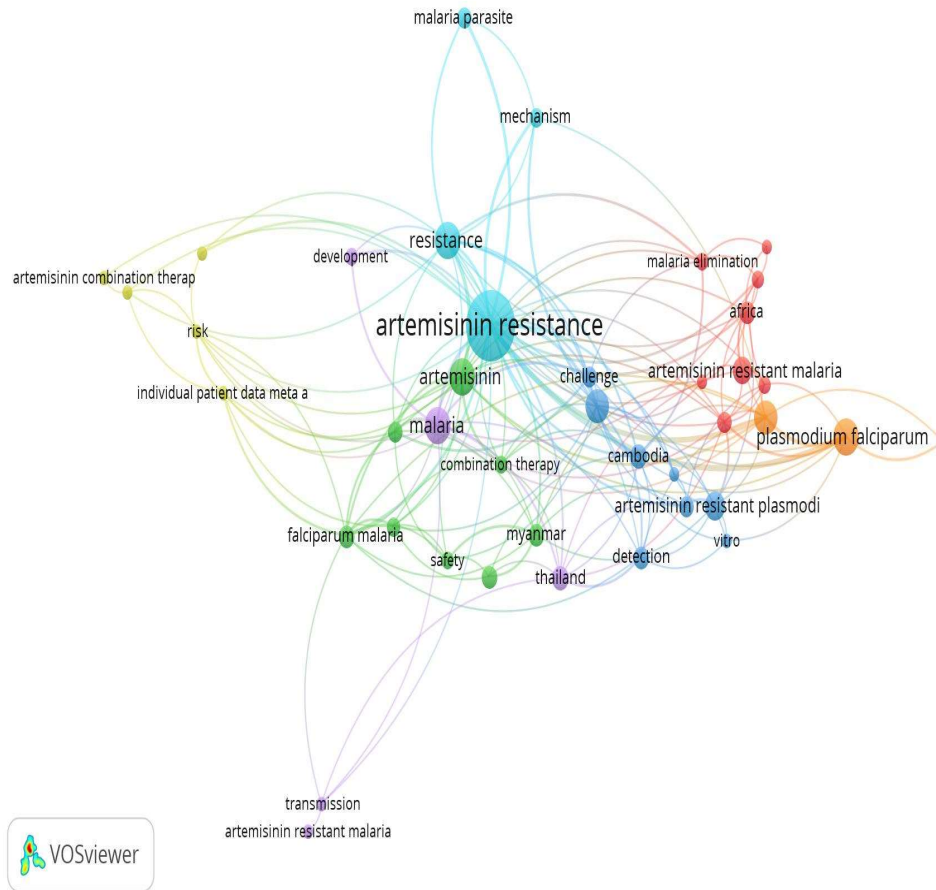 malaria parasite
mechanism
resistance
development
malaria elimination
artemisinin combination therap
africa
artemisinin resistance
risk
artemisinin resistant malaria
artemisinin
challenge
individual patient data meta a
malaria
plasmodium falciparum
cambodia
combination therapy
artemisinin resistant plasmodi
falciparum malaria
myanmar
vitro
safety
detection
thailand
transmission
artemisinin resistant malaria
VOSviewer